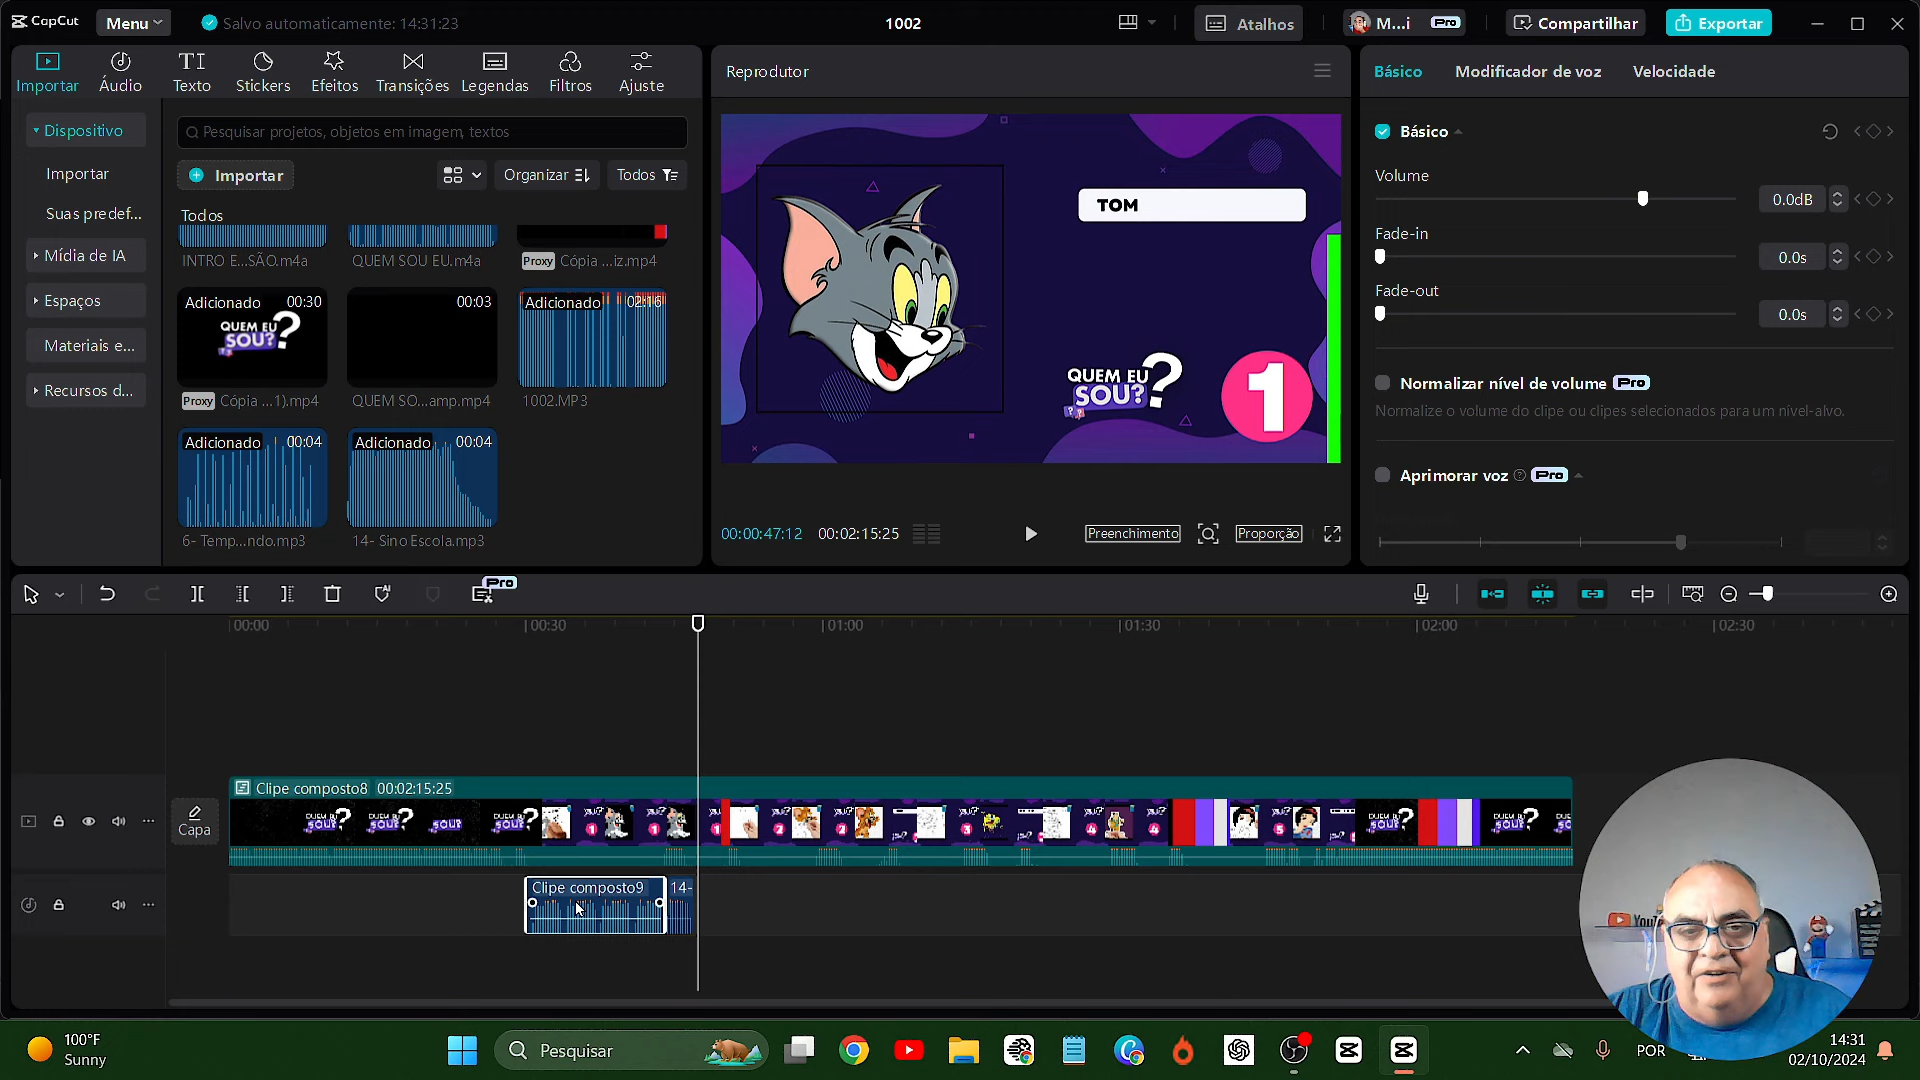 CapCut
Menu
Salvo automaticamente: 14:31:23
1002
Atalhos
M...i
Pro
Compartilhar
Exportar
Importar
Áudio
Texto
Stickers
Efeitos
Transições
Legendas
Filtros
Ajuste
Dispositivo
Importar
Suas predef...
Mídia de IA
Espaços
Materiais e...
Recursos d...
Pesquisar projetos, objetos em imagem, textos
Importar
Organizar
Todos
Todos
INTRO E...SÃO.m4a
QUEM SOU EU.m4a
Proxy Cópia ...iz.mp4
Adicionado 00:30
QUEM EU SOU?
Proxy Cópia ...1).mp4
00:03
QUEM SO...amp.mp4
Adicionado 02:16
1002.MP3
Adicionado 00:04
6- Temp...ndo.mp3
Adicionado 00:04
14- Sino Escola.mp3
Reprodutor
TOM
QUEM EU
SOU?
1
00:00:47:12 00:02:15:25
Preenchimento
Proporção
Básico
Modificador de voz
Velocidade
Básico
Volume
0.0dB
Fade-in
0.0s
Fade-out
0.0s
Normalizar nível de volume Pro
Normalize o volume do clipe ou clipes selecionados para um nível-alvo.
Aprimorar voz Pro
Pro
00:00
00:30
01:00
01:30
02:00
02:30
Capa
Clipe composto8 00:02:15:25
Clipe composto9
14-
100°F
Sunny
Pesquisar
POR
14:31
02/10/2024